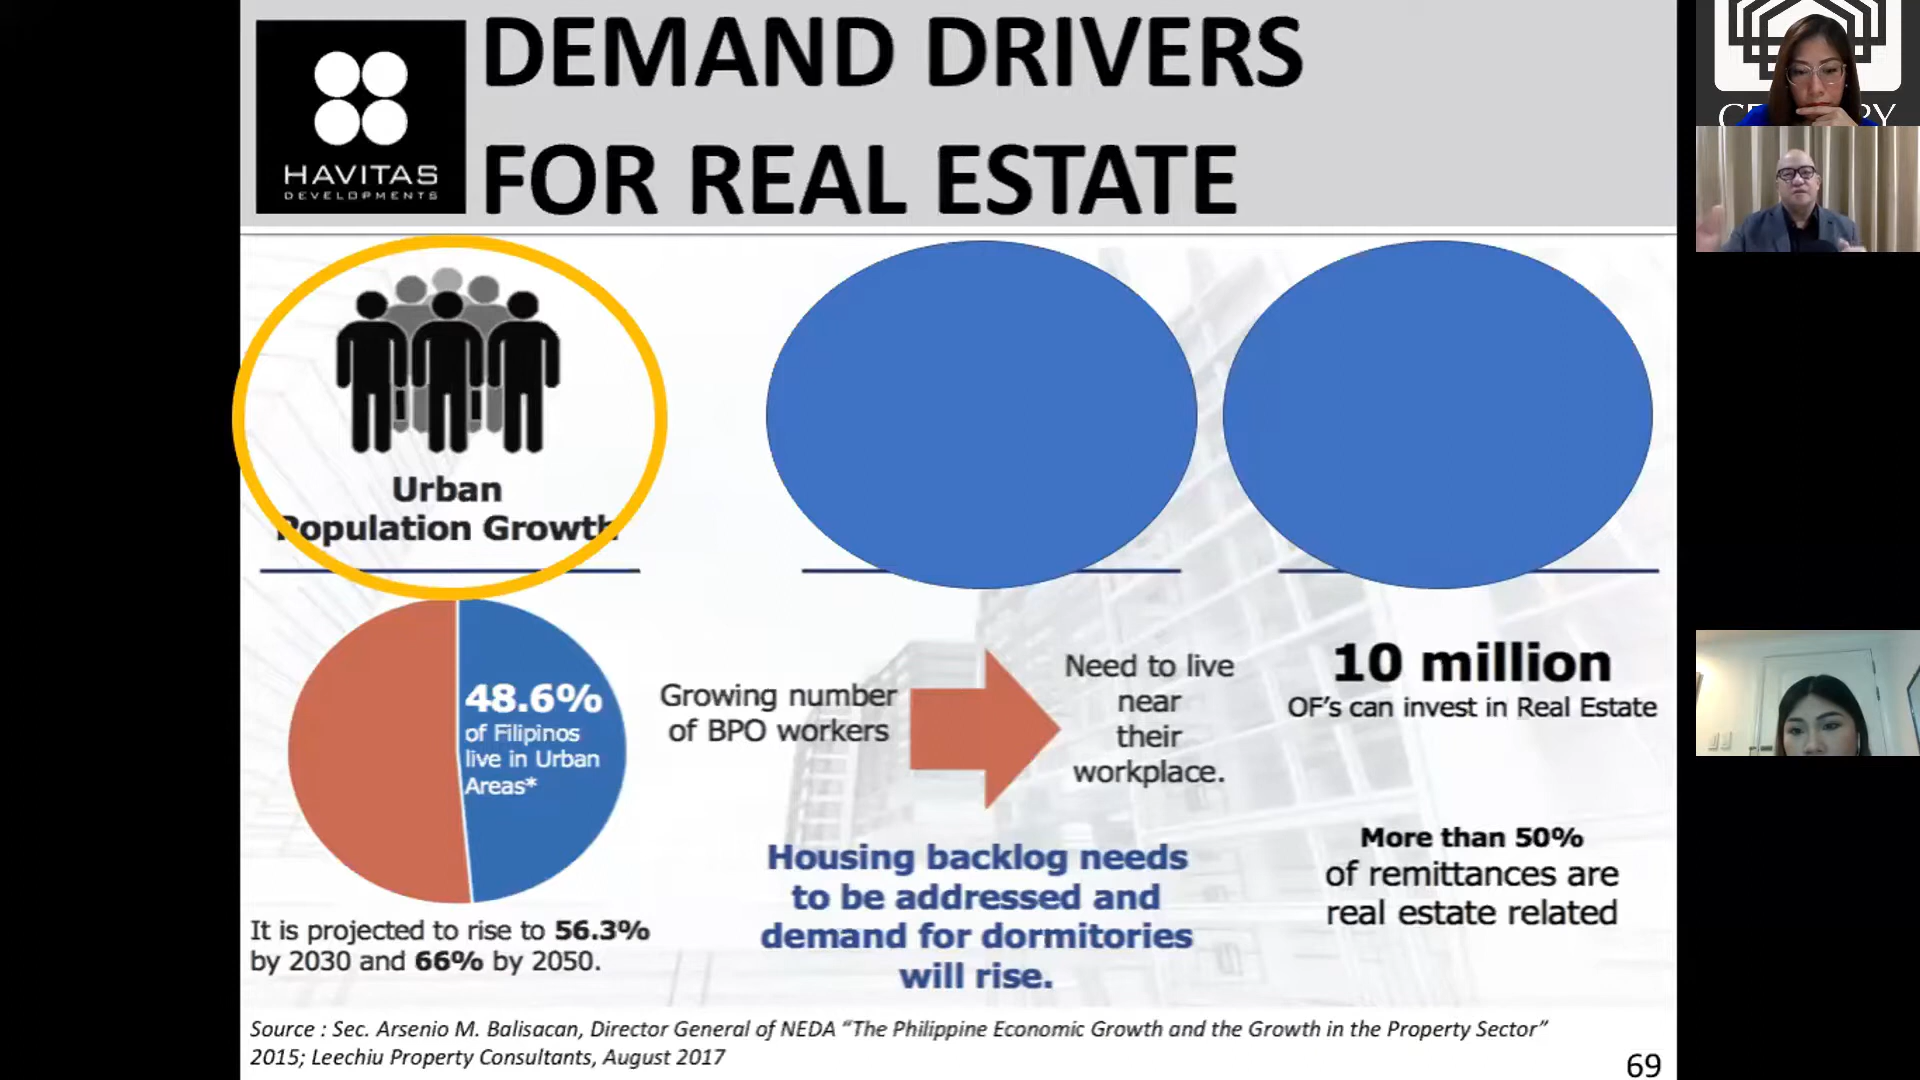 DEMAND DRIVERS
FOR REAL ESTATE
HAVITAS
DEVELOPMENTS
Urban
Population Growth
48.6%
of Filipinos
live in Urban
Areas*
It is projected to rise to 56.3%
by 2030 and 66% by 2050.
Growing number
of BPO workers
Need to live
near
their
workplace.
Housing backlog needs
to be addressed and
demand for dormitories
will rise.
10 million
OF's can invest in Real Estate
More than 50%
of remittances are
real estate related
Source : Sec. Arsenio M. Balisacan, Director General of NEDA “The Philippine Economic Growth and the Growth in the Property Sector”
2015; Leechiu Property Consultants, August 2017
69